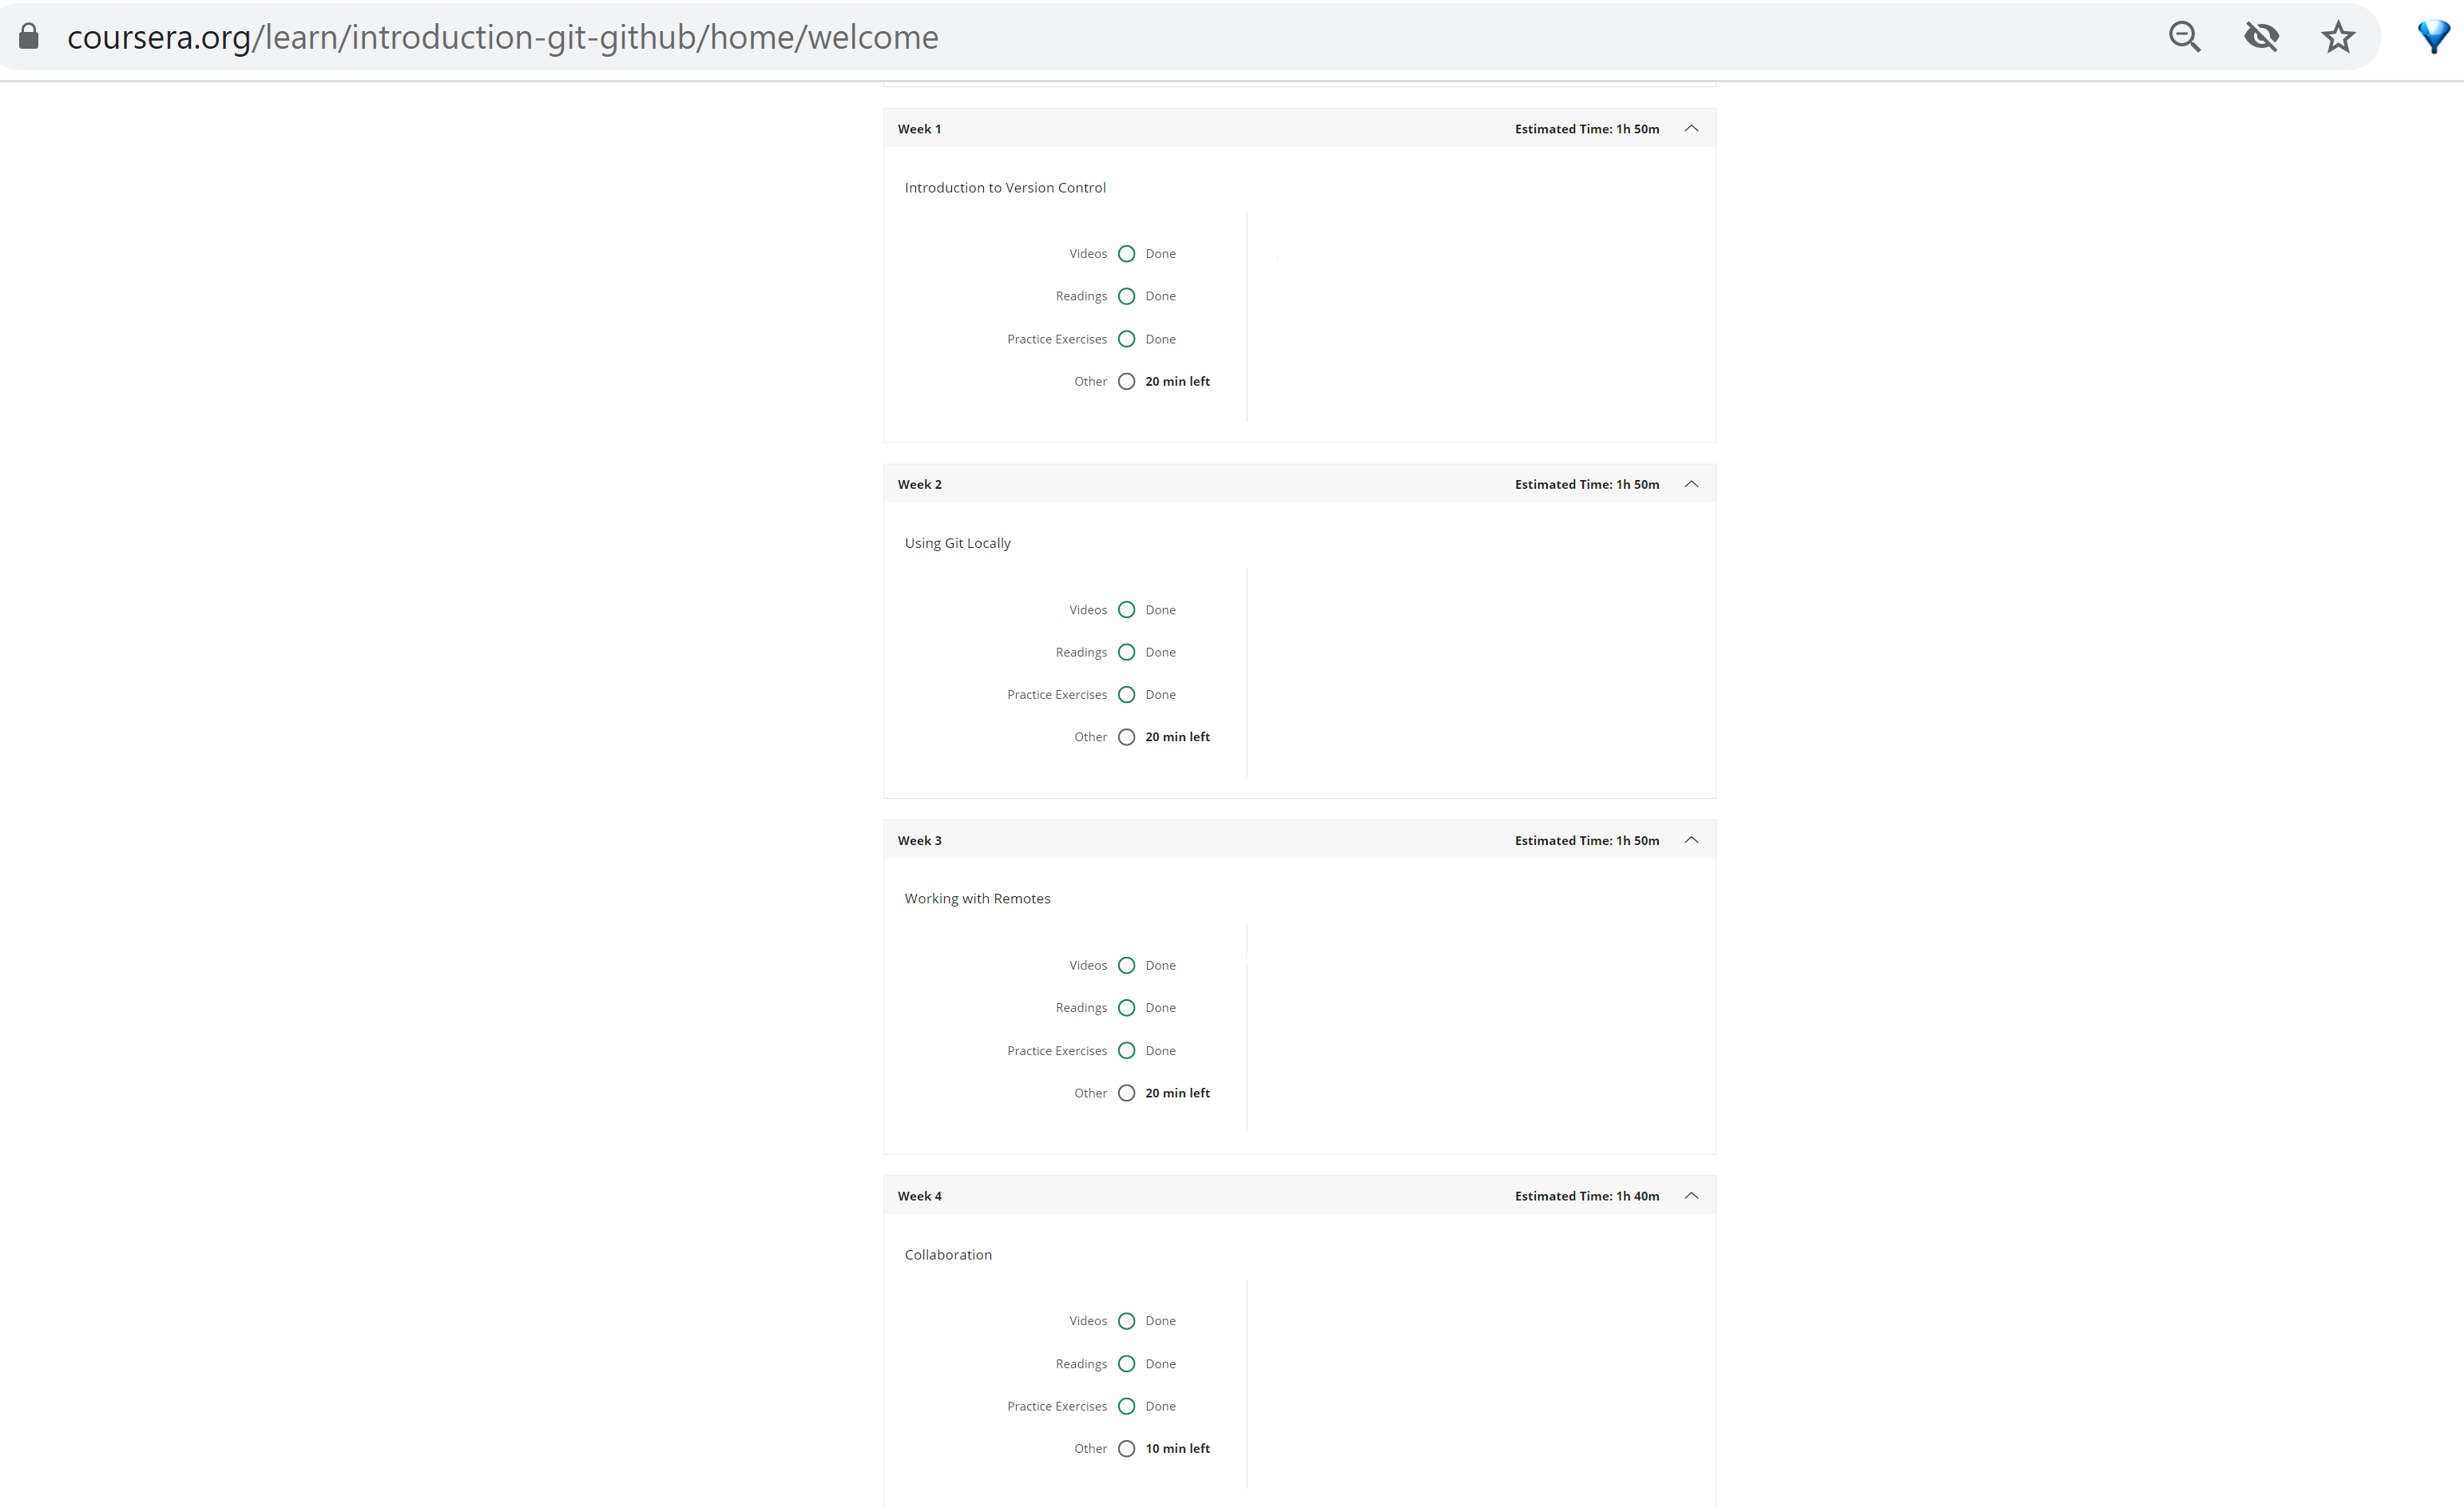 coursera.org/learn/introduction-git-github/home/welcome
Week 1 Estimated Time: 1h 50m
Introduction to Version Control
Videos Done
Readings Done
Practice Exercises Done
Other 20 min left
Week 2 Estimated Time: 1h 50m
Using Git Locally
Videos Done
Readings Done
Practice Exercises Done
Other 20 min left
Week 3 Estimated Time: 1h 50m
Working with Remotes
Videos Done
Readings Done
Practice Exercises Done
Other 20 min left
Week 4 Estimated Time: 1h 40m
Collaboration
Videos Done
Readings Done
Practice Exercises Done
Other 10 min left